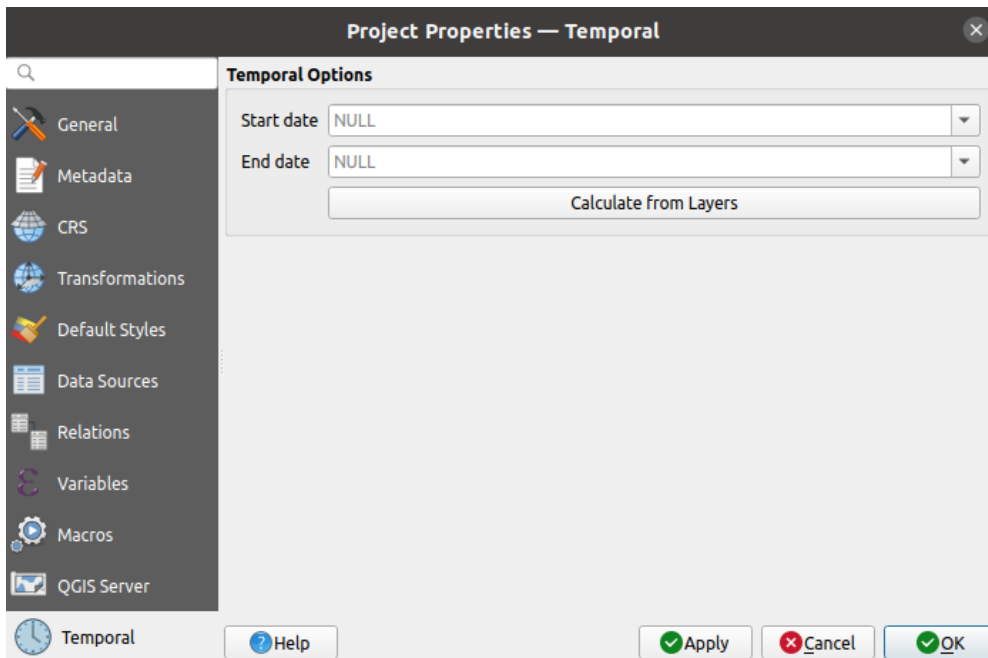 Project Properties — Temporal
General
Metadata
CRS
Transformations
Default Styles
Data Sources
Relations
Variables
Macros
QGIS Server
Temporal
Temporal Options
Start date NULL
End date NULL
Calculate from Layers
Help Apply Cancel OK